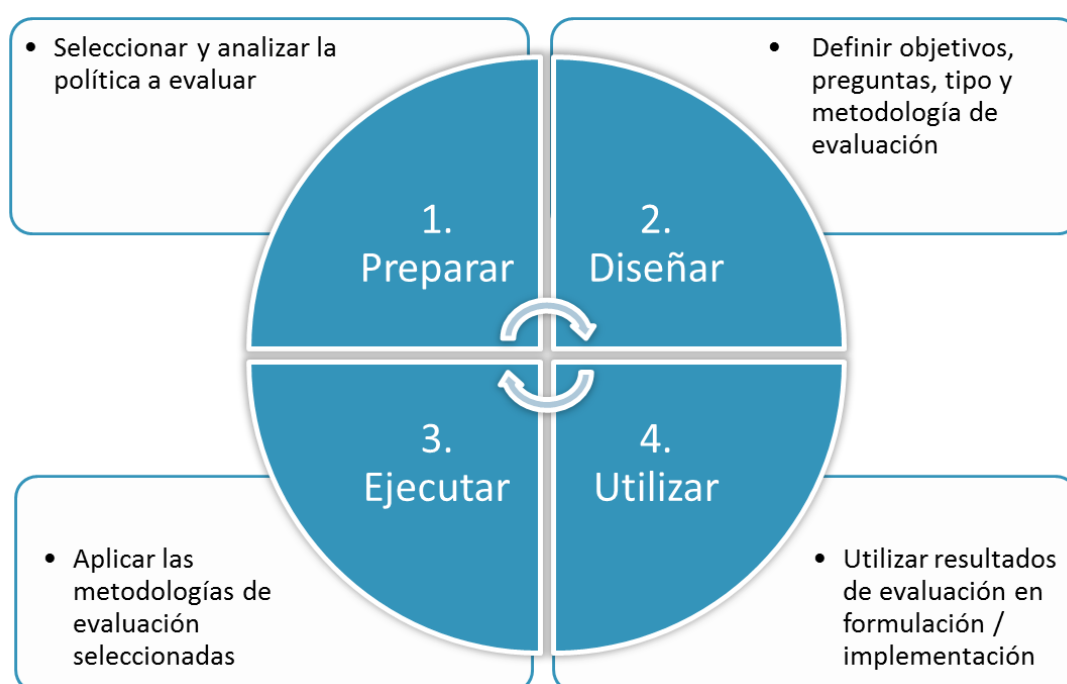 • Seleccionar y analizar la
política a evaluar
• Definir objetivos,
preguntas, tipo y
metodología de
evaluación
1.
Preparar
2.
Diseñar
3.
Ejecutar
4.
Utilizar
• Aplicar las
metodologías de
evaluación
seleccionadas
• Utilizar resultados
de evaluación en
formulación /
implementación